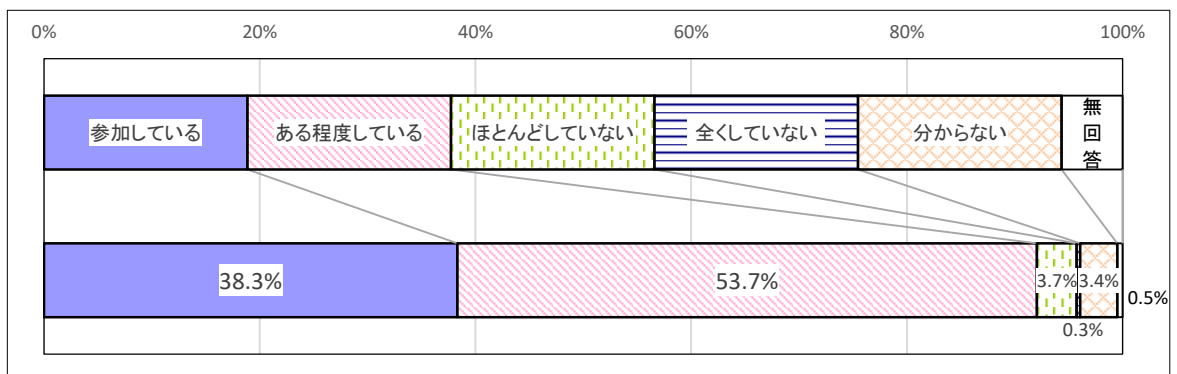 0% 20% 40% 60% 80% 100%
参加している ある程度している ほとんどしていない 全くしていない 分からない 無回答
38.3% 53.7% 3.7% 3.4%
0.5%
0.3%